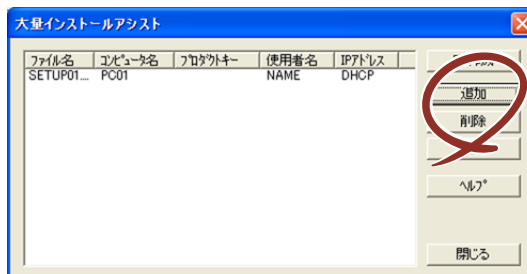 大量インストールアシスト
ファイル名 コンピュータ名 プロダクトキー 使用者名 IPアドレス
SETUP01... PC01 NAME DHCP
追加
削除
ヘルプ
閉じる